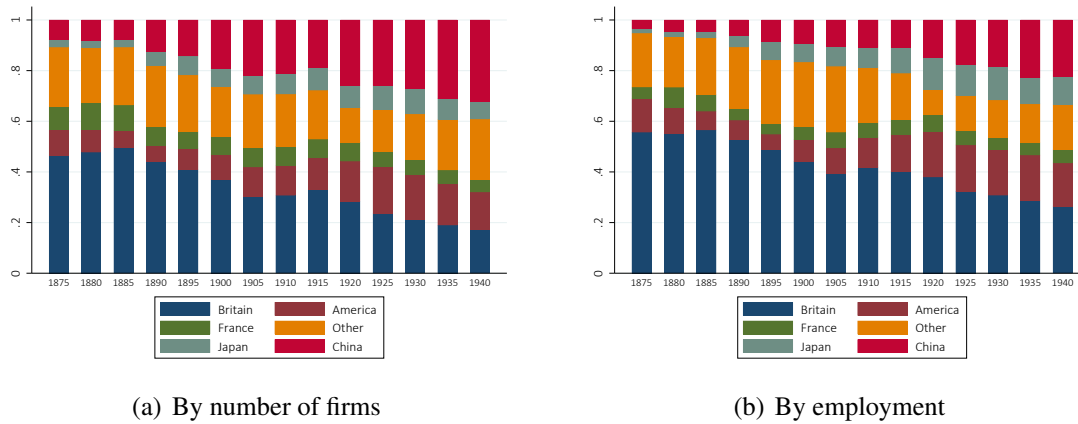 1
.8
.6
.4
.2
0
1875 1880 1885 1890 1895 1900 1905 1910 1915 1920 1925 1930 1935 1940
Britain America
France Other
Japan China
(a) By number of firms
1
.8
.6
.4
.2
0
1875 1880 1885 1890 1895 1900 1905 1910 1915 1920 1925 1930 1935 1940
Britain America
France Other
Japan China
(b) By employment